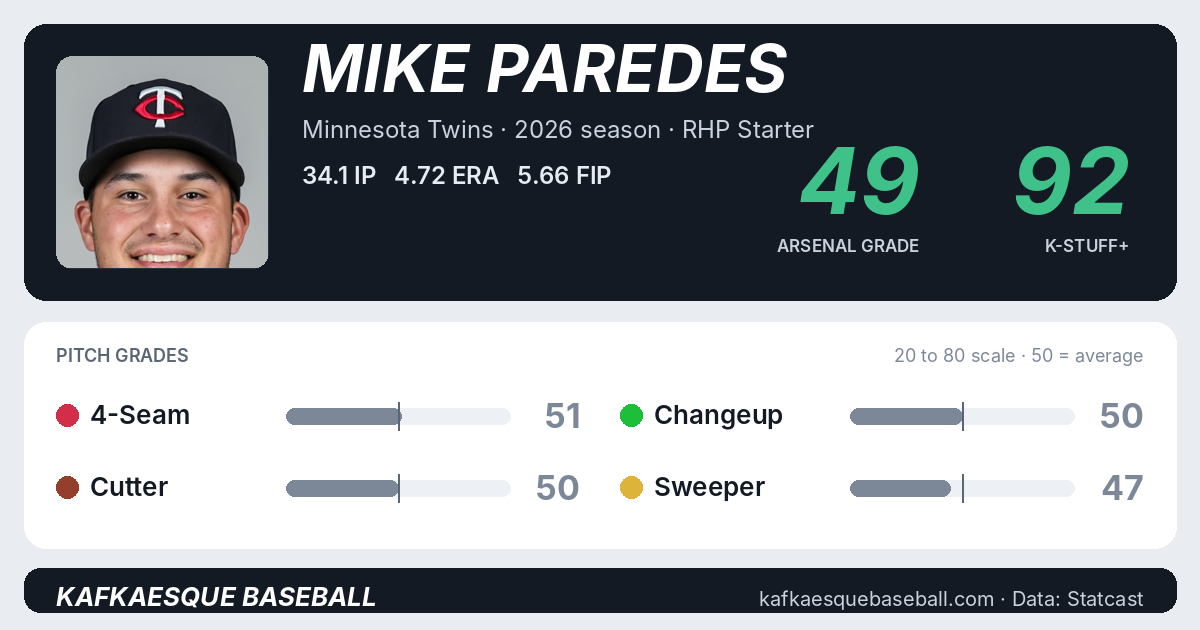 MIKE PAREDES
Minnesota Twins · 2026 season · RHP Starter
34.1 IP 4.72 ERA 5.66 FIP
49 92
ARSENAL GRADE K-STUFF+
PITCH GRADES 20 to 80 scale · 50 = average
4-Seam 51 Changeup 50
Cutter 50 Sweeper 47
KAFKAESQUE BASEBALL kafkaesquebaseball.com · Data: Statcast